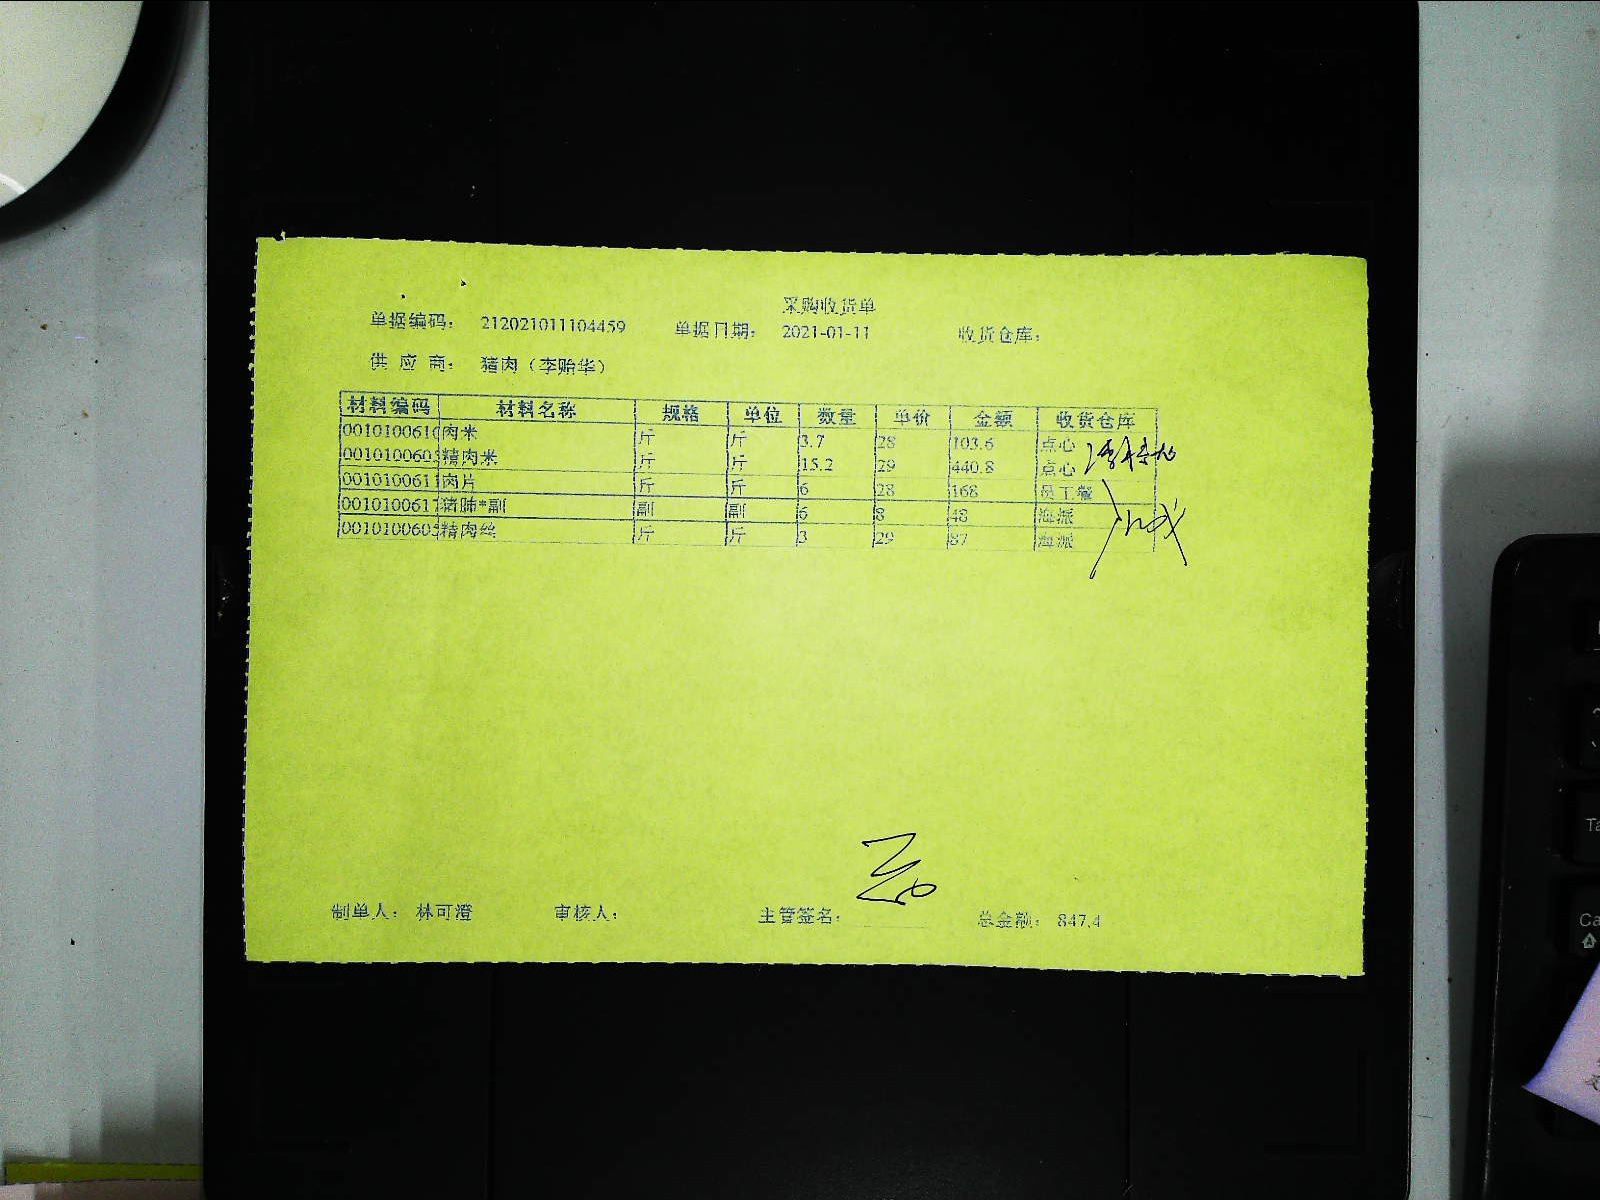 采购收货单
单据编码： 212021011104459 单据日期： 2021-01-11 收货仓库：
供 应 商： 猪肉（李贻华）
材料编码 材料名称 规格 单位 数量 单价 金额 收货仓库
001010061 肉米 斤 斤 3.7 28 103.6 点心
001010060 精肉米 斤 斤 15.2 29 440.8 点心
001010061 肉片 斤 斤 6 28 168 员工餐
001010061 猪肺*副 副 副 6 8 48 海派
001010060 精肉丝 斤 斤 3 29 87 海派
制单人： 林可澄 审核人： 主管签名： 总金额： 847.4